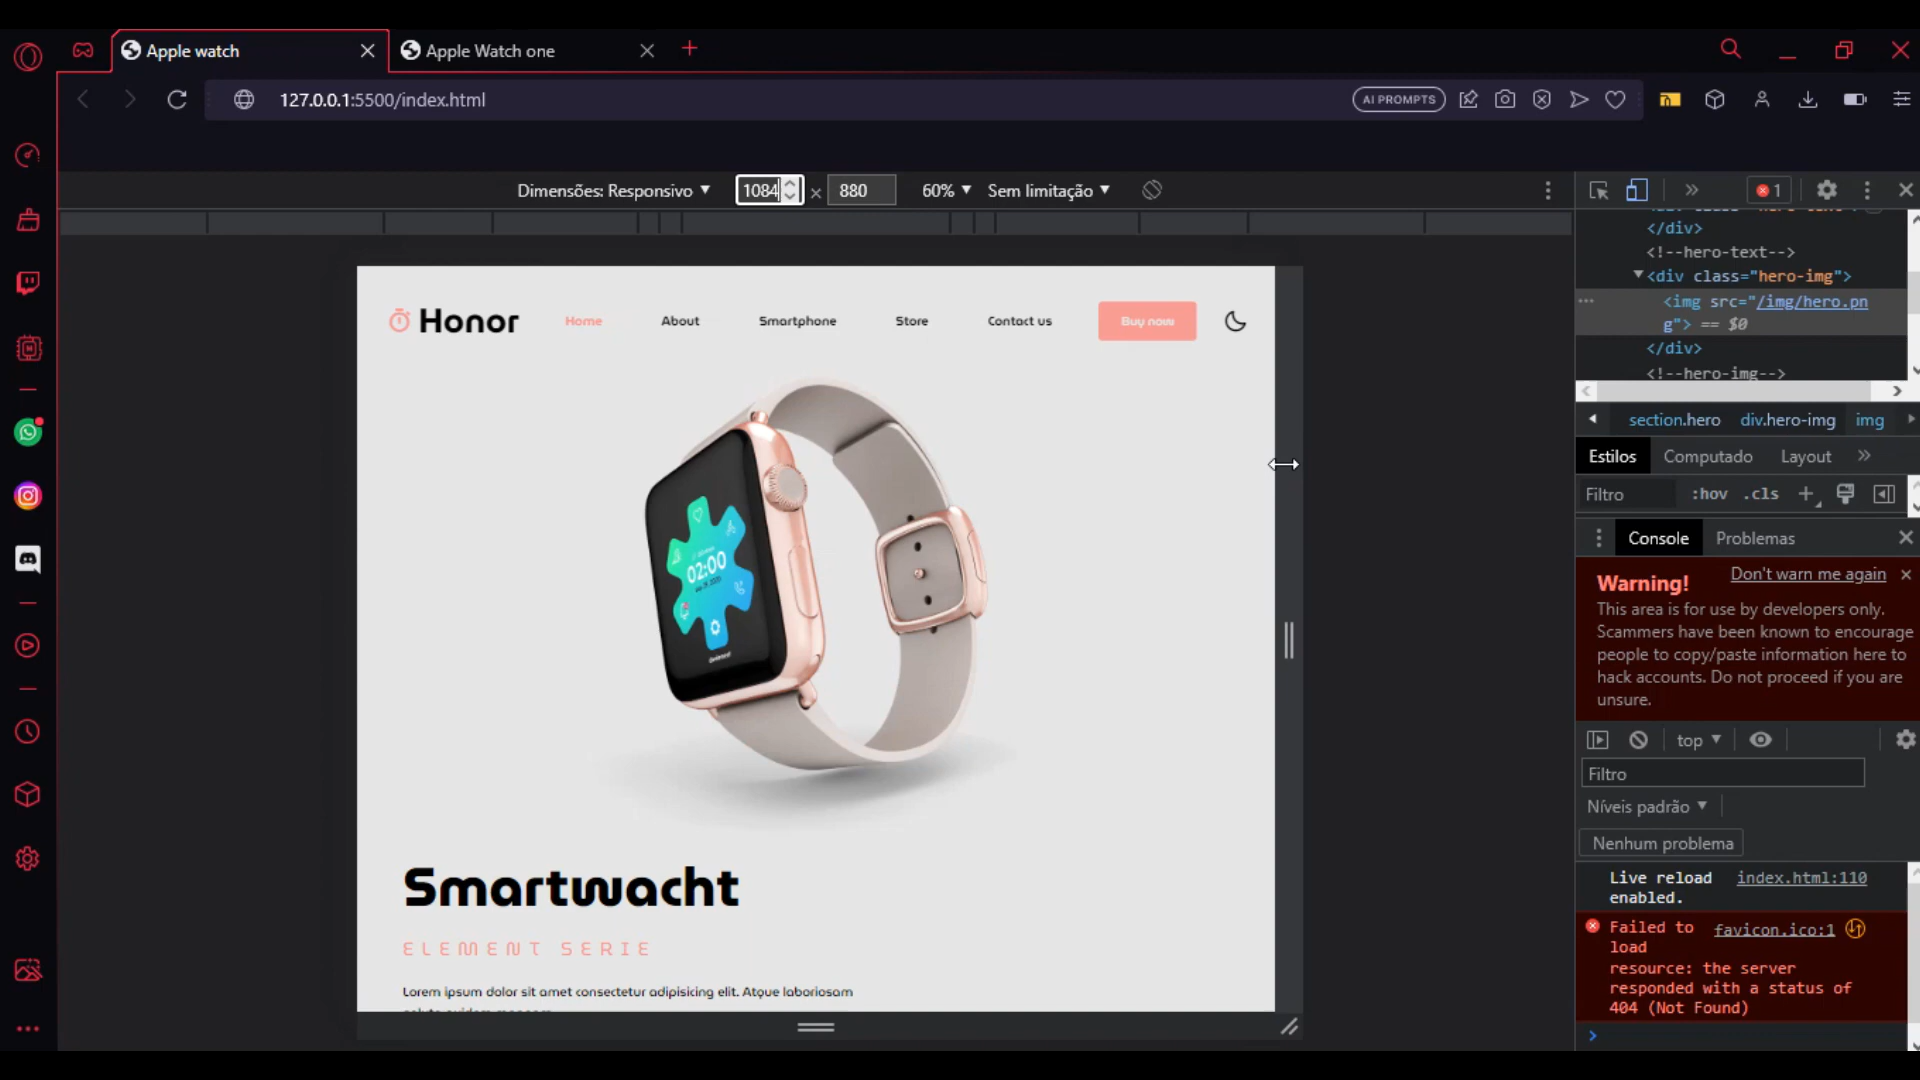 Apple watch
Apple Watch one
127.0.0.1:5500/index.html
AI PROMPTS
Dimensões: Responsivo
1084 × 880
60%
Sem limitação
1
</div>
<!--hero-text-->
<div class="hero-img">
<img src="/img/hero.pn
g"> == $0
</div>
<!--hero-img-->
section.hero div.hero-img img
Estilos Computado Layout
Filtro :hov .cls
Console Problemas
Warning! Don't warn me again
This area is for use by developers only.
Scammers have been known to encourage
people to copy/paste information here to
hack accounts. Do not proceed if you are
unsure.
top
Filtro
Níveis padrão
Nenhum problema
Live reload index.html:110
enabled.
Failed to favicon.ico:1
load
resource: the server
responded with a status of
404 (Not Found)
Honor
Home
About
Smartphone
Store
Contact us
Buy now
02:00
Smartwacht
ELEMENT SERIE
Lorem ipsum dolor sit amet consectetur adipisicing elit. Atque laboriosam